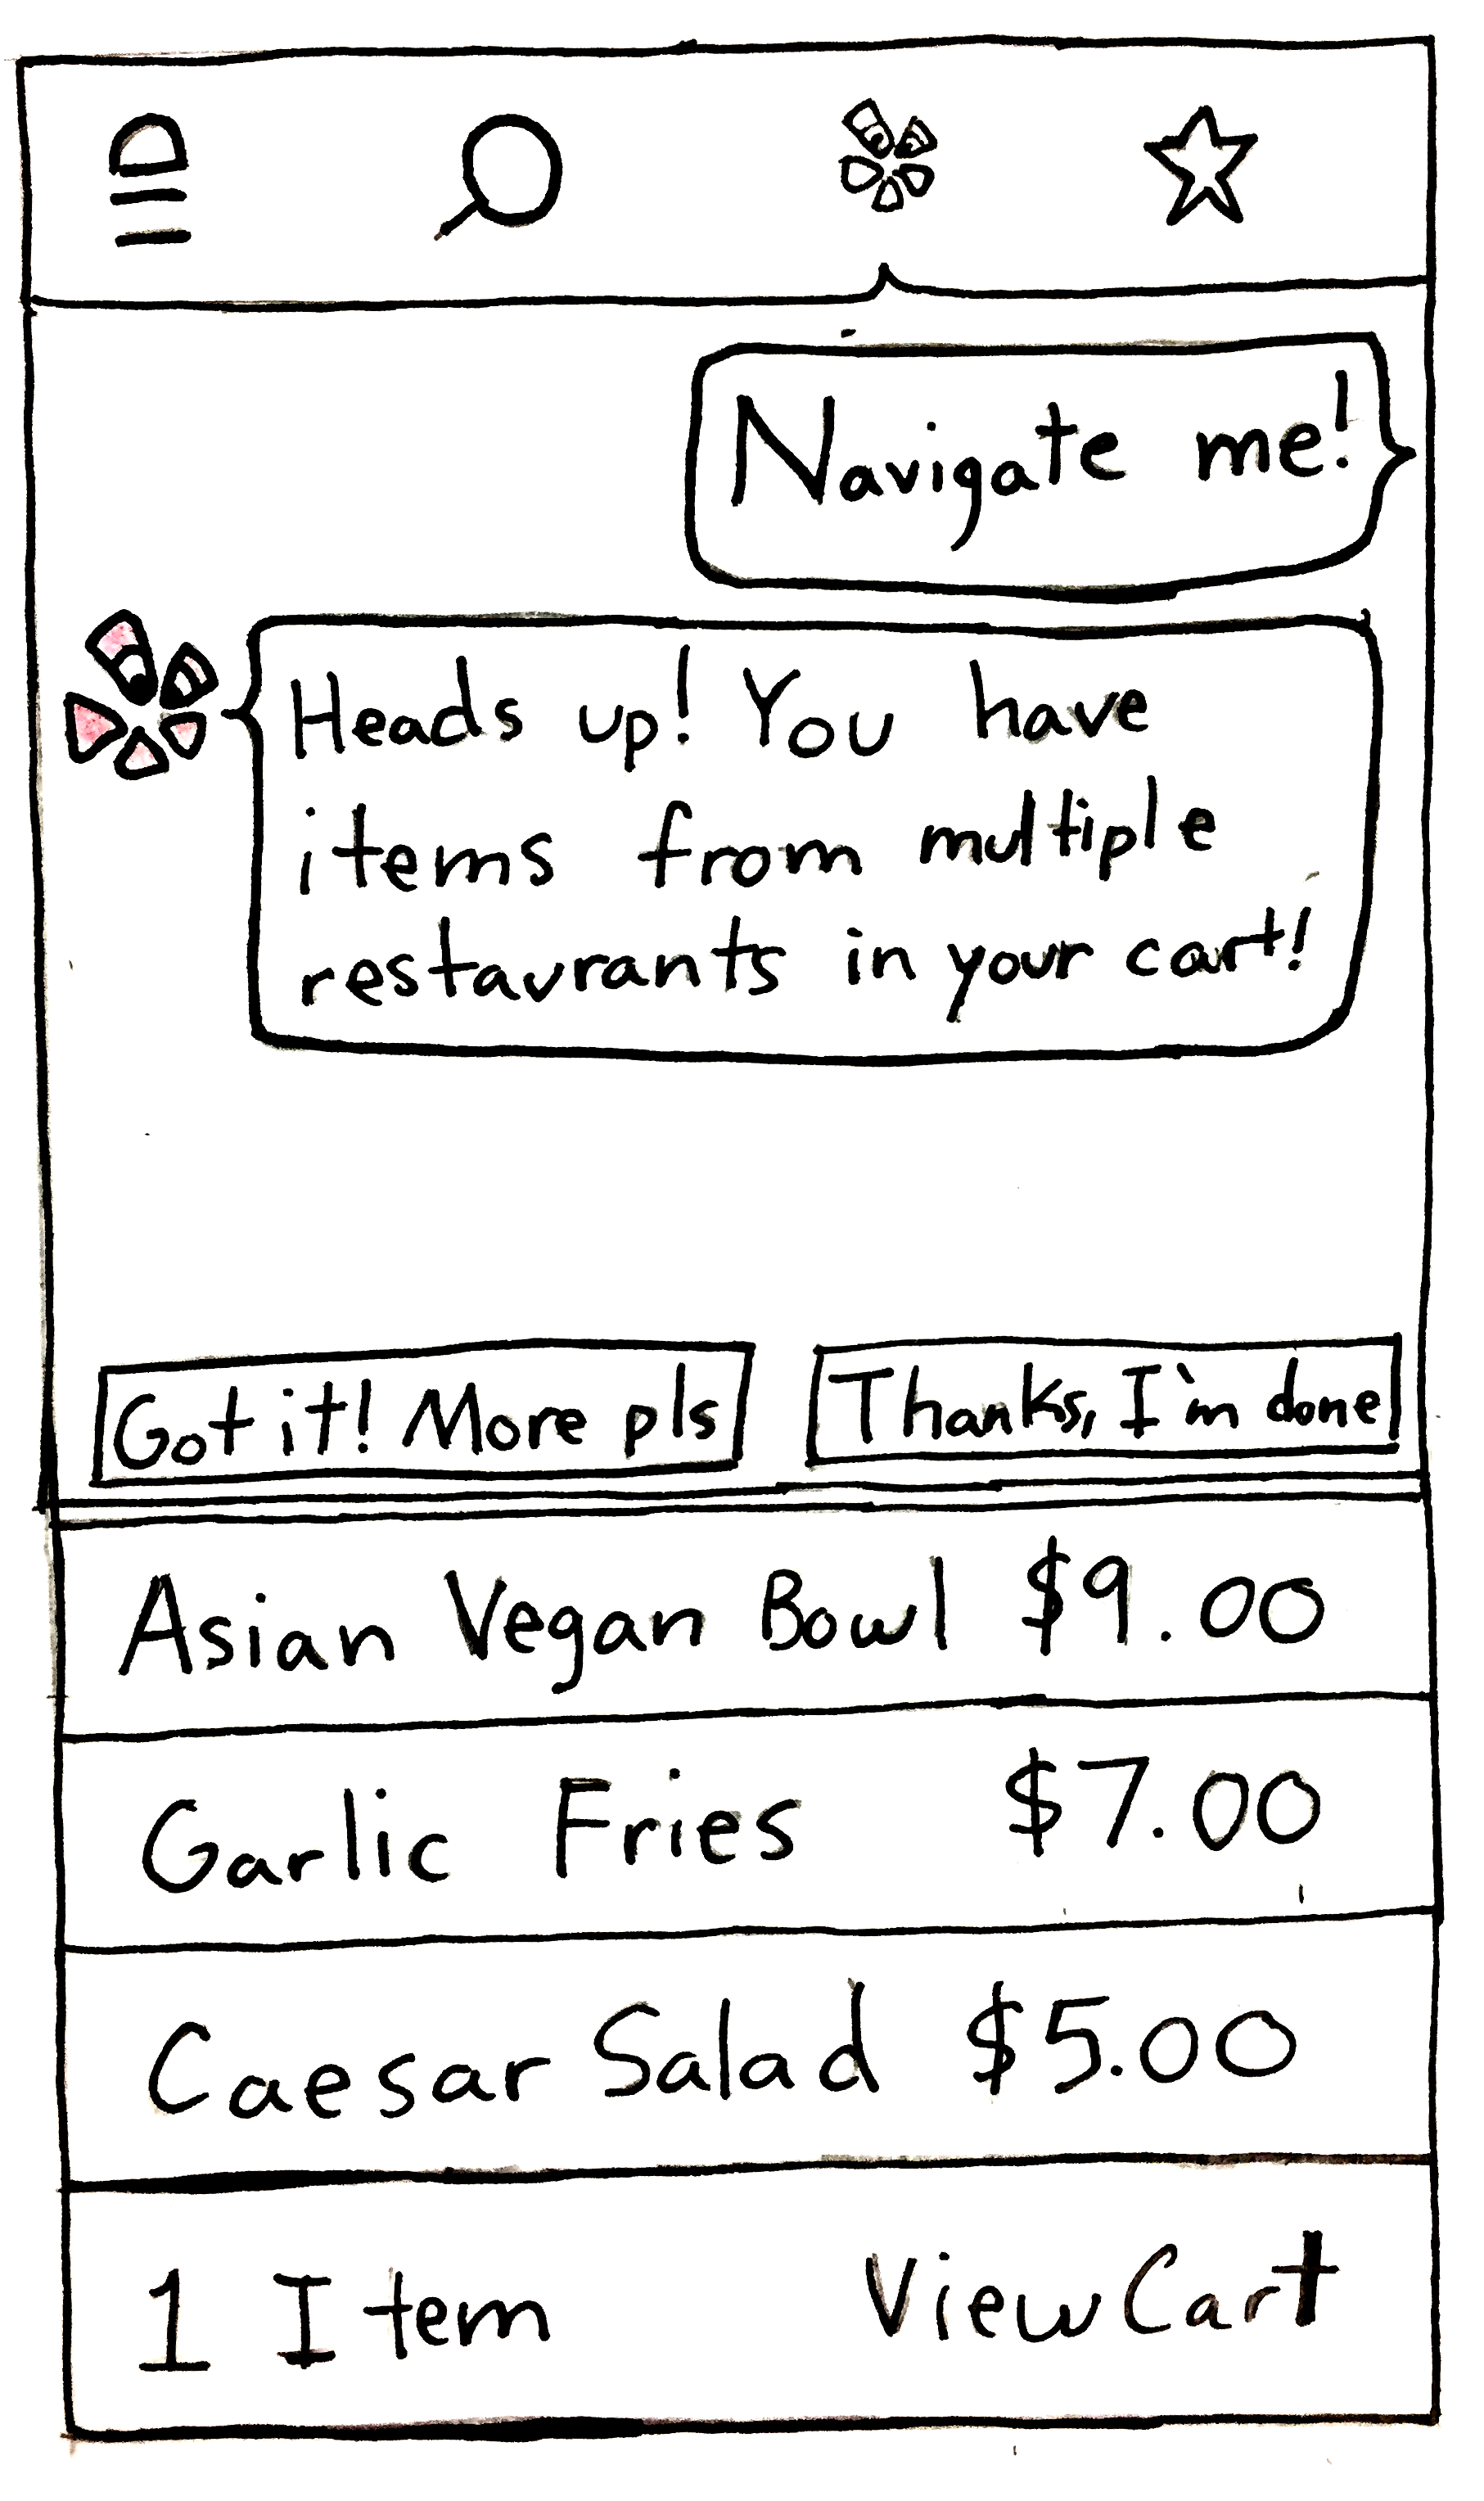 Navigate me!
Heads up! You have
items from multiple
restaurants in your cart!
Got it! More pls
Thanks, I'm done
Asian Vegan Bowl $9.00
Garlic Fries $7.00
Caesar Salad $5.00
1 Item View Cart